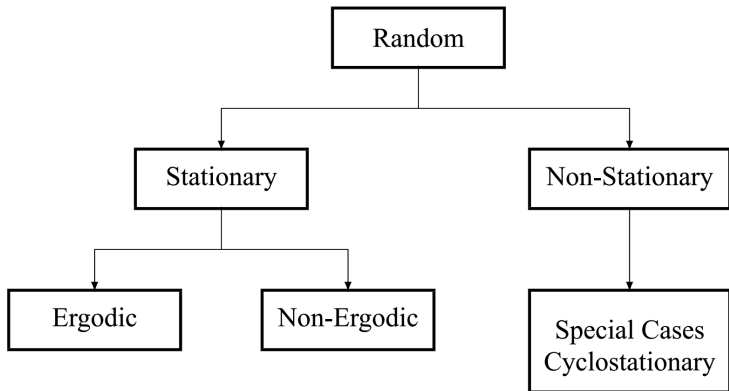 Random
Stationary
Non-Stationary
Ergodic
Non-Ergodic
Special Cases
Cyclostationary